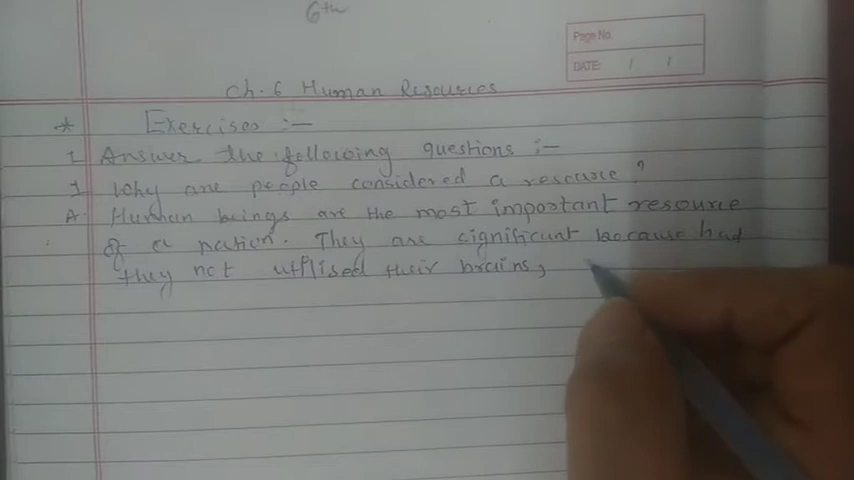 6th
Page No.
DATE: / /
Ch. 6 Human Resources
* Exercises :-
I Answer the following questions :-
1 Why are people considered a resource?
A. Human beings are the most important resource
of a nation. They are significant because had
they not utilised their brains,